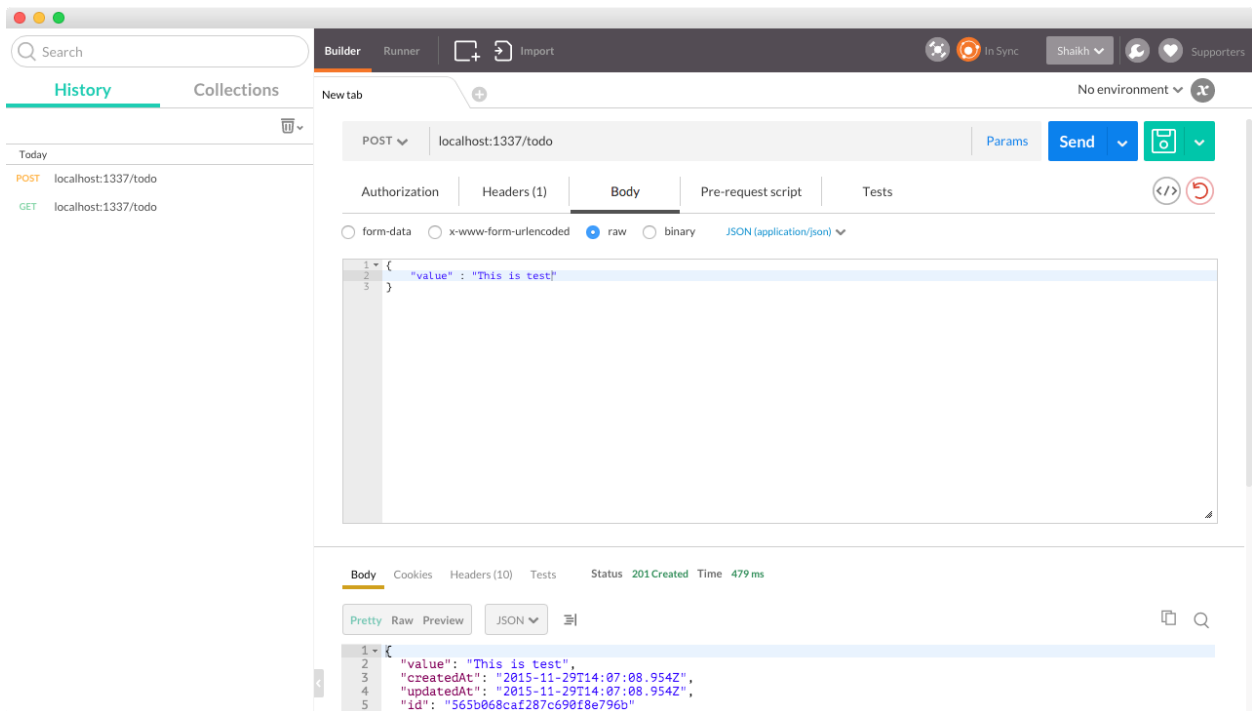 Search
History Collections
Today
POST localhost:1337/todo
GET localhost:1337/todo
Builder Runner Import In Sync Shaikh Supporters
New tab No environment x
POST localhost:1337/todo Params Send
Authorization Headers (1) Body Pre-request script Tests
form-data x-www-form-urlencoded raw binary JSON (application/json)
1 {
2 "value" : "This is test"
3 }
Body Cookies Headers (10) Tests Status 201 Created Time 479 ms
Pretty Raw Preview JSON
1 {
2 "value": "This is test",
3 "createdAt": "2015-11-29T14:07:08.954Z",
4 "updatedAt": "2015-11-29T14:07:08.954Z",
5 "id": "565b068caf287c690f8e796b"